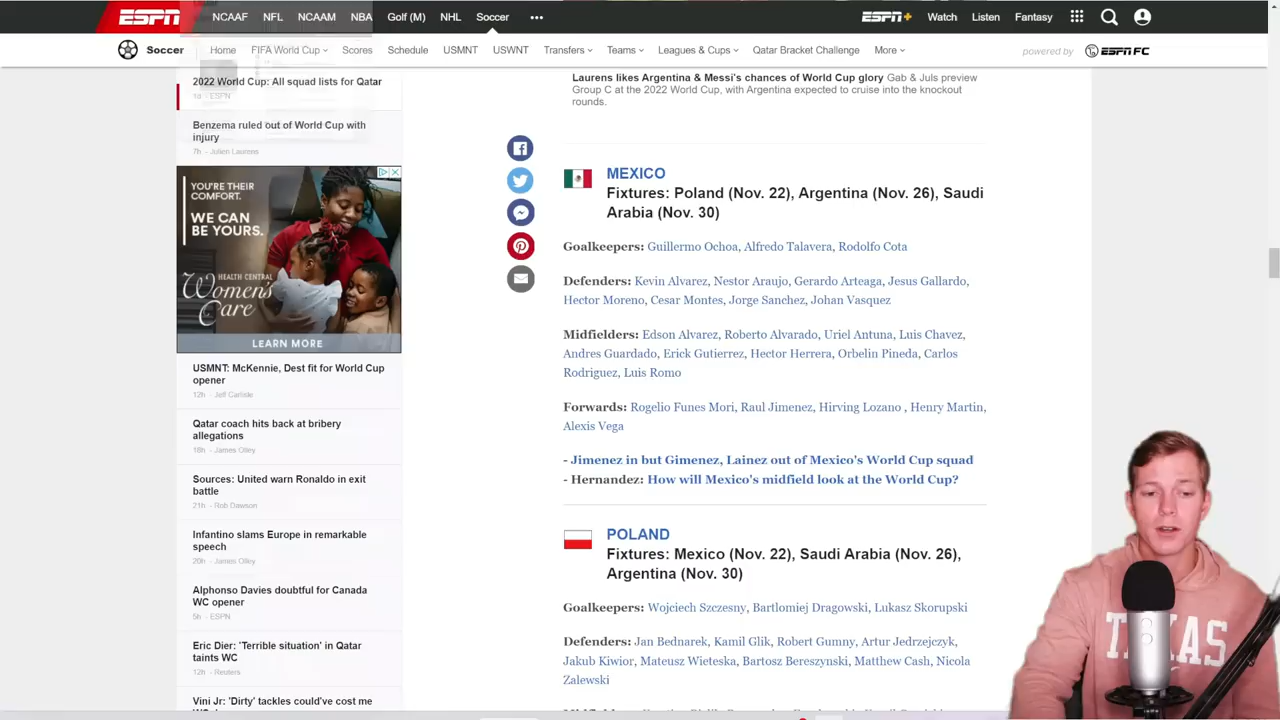 ESPN
NCAAF NFL NCAAM NBA Golf (M) NHL Soccer
ESPN+ Watch Listen Fantasy
Soccer Home FIFA World Cup Scores Schedule USMNT USWNT Transfers Teams Leagues & Cups Qatar Bracket Challenge More
powered by ESPN FC
2022 World Cup: All squad lists for Qatar
1d - ESPN
Benzema ruled out of World Cup with
injury
7h - Julien Laurens
YOU'RE THEIR
COMFORT.
WE CAN
BE YOURS.
HEALTH CENTRAL
Women's
Care
LEARN MORE
USMNT: McKennie, Dest fit for World Cup
opener
12h - Jeff Carlisle
Qatar coach hits back at bribery
allegations
18h - James Olley
Sources: United warn Ronaldo in exit
battle
21h - Rob Dawson
Infantino slams Europe in remarkable
speech
20h - James Olley
Alphonso Davies doubtful for Canada
WC opener
5h - ESPN
Eric Dier: 'Terrible situation' in Qatar
taints WC
12h - Reuters
Vini Jr: 'Dirty' tackles could've cost me
Laurens likes Argentina & Messi's chances of World Cup glory Gab & Juls preview
Group C at the 2022 World Cup, with Argentina expected to cruise into the knockout
rounds.
MEXICO
Fixtures: Poland (Nov. 22), Argentina (Nov. 26), Saudi
Arabia (Nov. 30)
Goalkeepers: Guillermo Ochoa, Alfredo Talavera, Rodolfo Cota
Defenders: Kevin Alvarez, Nestor Araujo, Gerardo Arteaga, Jesus Gallardo,
Hector Moreno, Cesar Montes, Jorge Sanchez, Johan Vasquez
Midfielders: Edson Alvarez, Roberto Alvarado, Uriel Antuna, Luis Chavez,
Andres Guardado, Erick Gutierrez, Hector Herrera, Orbelin Pineda, Carlos
Rodriguez, Luis Romo
Forwards: Rogelio Funes Mori, Raul Jimenez, Hirving Lozano , Henry Martin,
Alexis Vega
- Jimenez in but Gimenez, Lainez out of Mexico's World Cup squad
- Hernandez: How will Mexico's midfield look at the World Cup?
POLAND
Fixtures: Mexico (Nov. 22), Saudi Arabia (Nov. 26),
Argentina (Nov. 30)
Goalkeepers: Wojciech Szczesny, Bartlomiej Dragowski, Lukasz Skorupski
Defenders: Jan Bednarek, Kamil Glik, Robert Gumny, Artur Jedrzejczyk,
Jakub Kiwior, Mateusz Wieteska, Bartosz Bereszynski, Matthew Cash, Nicola
Zalewski
TEXAS